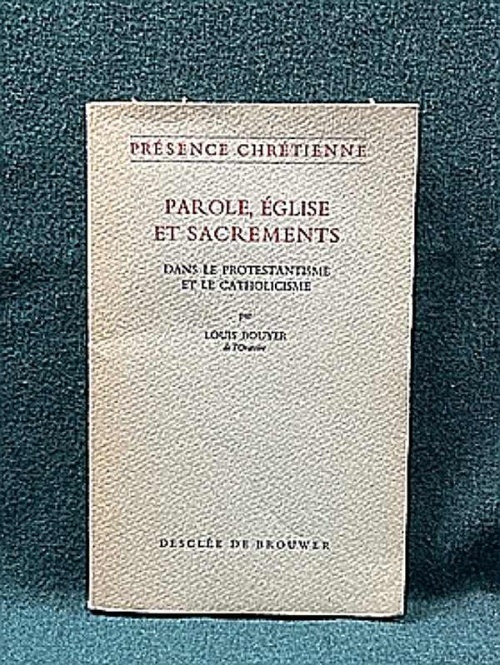 PRÉSENCE CHRÉTIENNE
PAROLE, ÉGLISE
ET SACREMENTS
DANS LE PROTESTANTISME
ET LE CATHOLICISME
par
LOUIS BOUYER
de l'Oratoire
DESCLÉE DE BROUWER